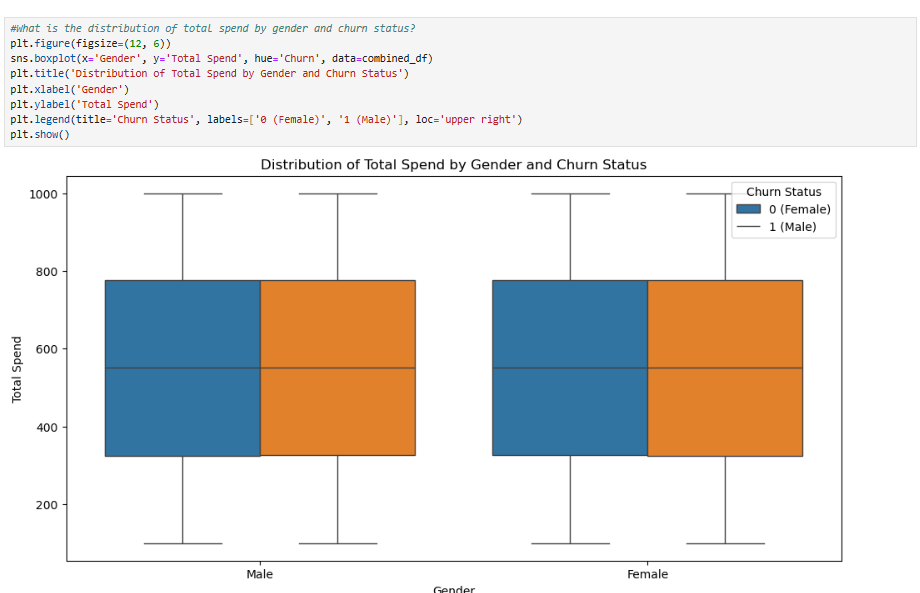 #What is the distribution of total spend by gender and churn status?
plt.figure(figsize=(12, 6))
sns.boxplot(x='Gender', y='Total Spend', hue='Churn', data=combined_df)
plt.title('Distribution of Total Spend by Gender and Churn Status')
plt.xlabel('Gender')
plt.ylabel('Total Spend')
plt.legend(title='Churn Status', labels=['0 (Female)', '1 (Male)'], loc='upper right')
plt.show()
Distribution of Total Spend by Gender and Churn Status
Churn Status
0 (Female)
1 (Male)
1000
800
600
400
200
Total Spend
Male
Female
Gender